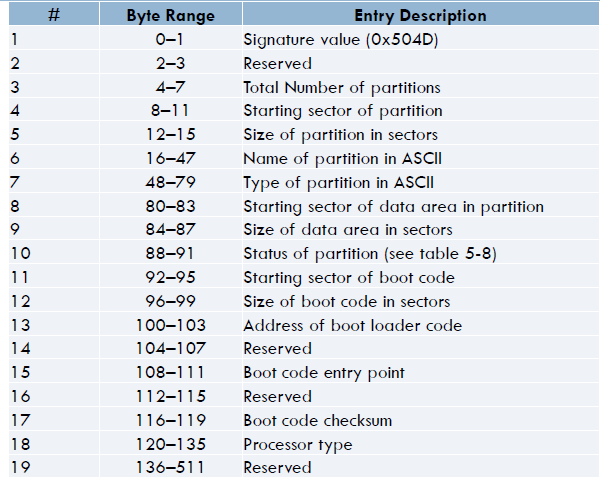 # Byte Range Entry Description
1 0–1 Signature value (0x504D)
2 2–3 Reserved
3 4–7 Total Number of partitions
4 8–11 Starting sector of partition
5 12–15 Size of partition in sectors
6 16–47 Name of partition in ASCII
7 48–79 Type of partition in ASCII
8 80–83 Starting sector of data area in partition
9 84–87 Size of data area in sectors
10 88–91 Status of partition (see table 5-8)
11 92–95 Starting sector of boot code
12 96–99 Size of boot code in sectors
13 100–103 Address of boot loader code
14 104–107 Reserved
15 108–111 Boot code entry point
16 112–115 Reserved
17 116–119 Boot code checksum
18 120–135 Processor type
19 136–511 Reserved